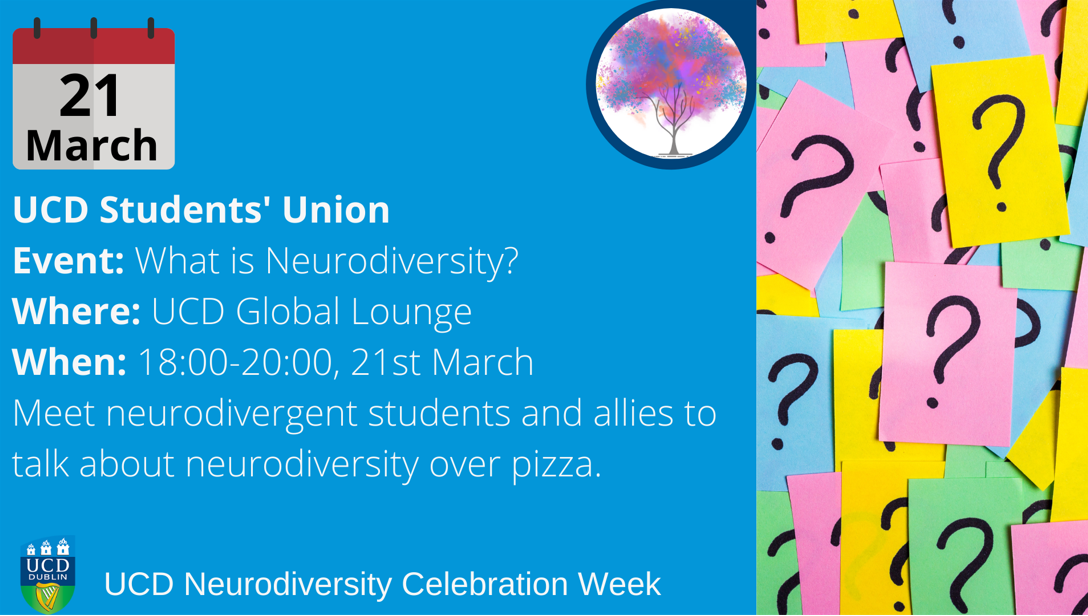 21
March
UCD Students' Union
Event: What is Neurodiversity?
Where: UCD Global Lounge
When: 18:00-20:00, 21st March
Meet neurodivergent students and allies to
talk about neurodiversity over pizza.
UCD
DUBLIN
UCD Neurodiversity Celebration Week
?
?
?
?
?
?
?
?